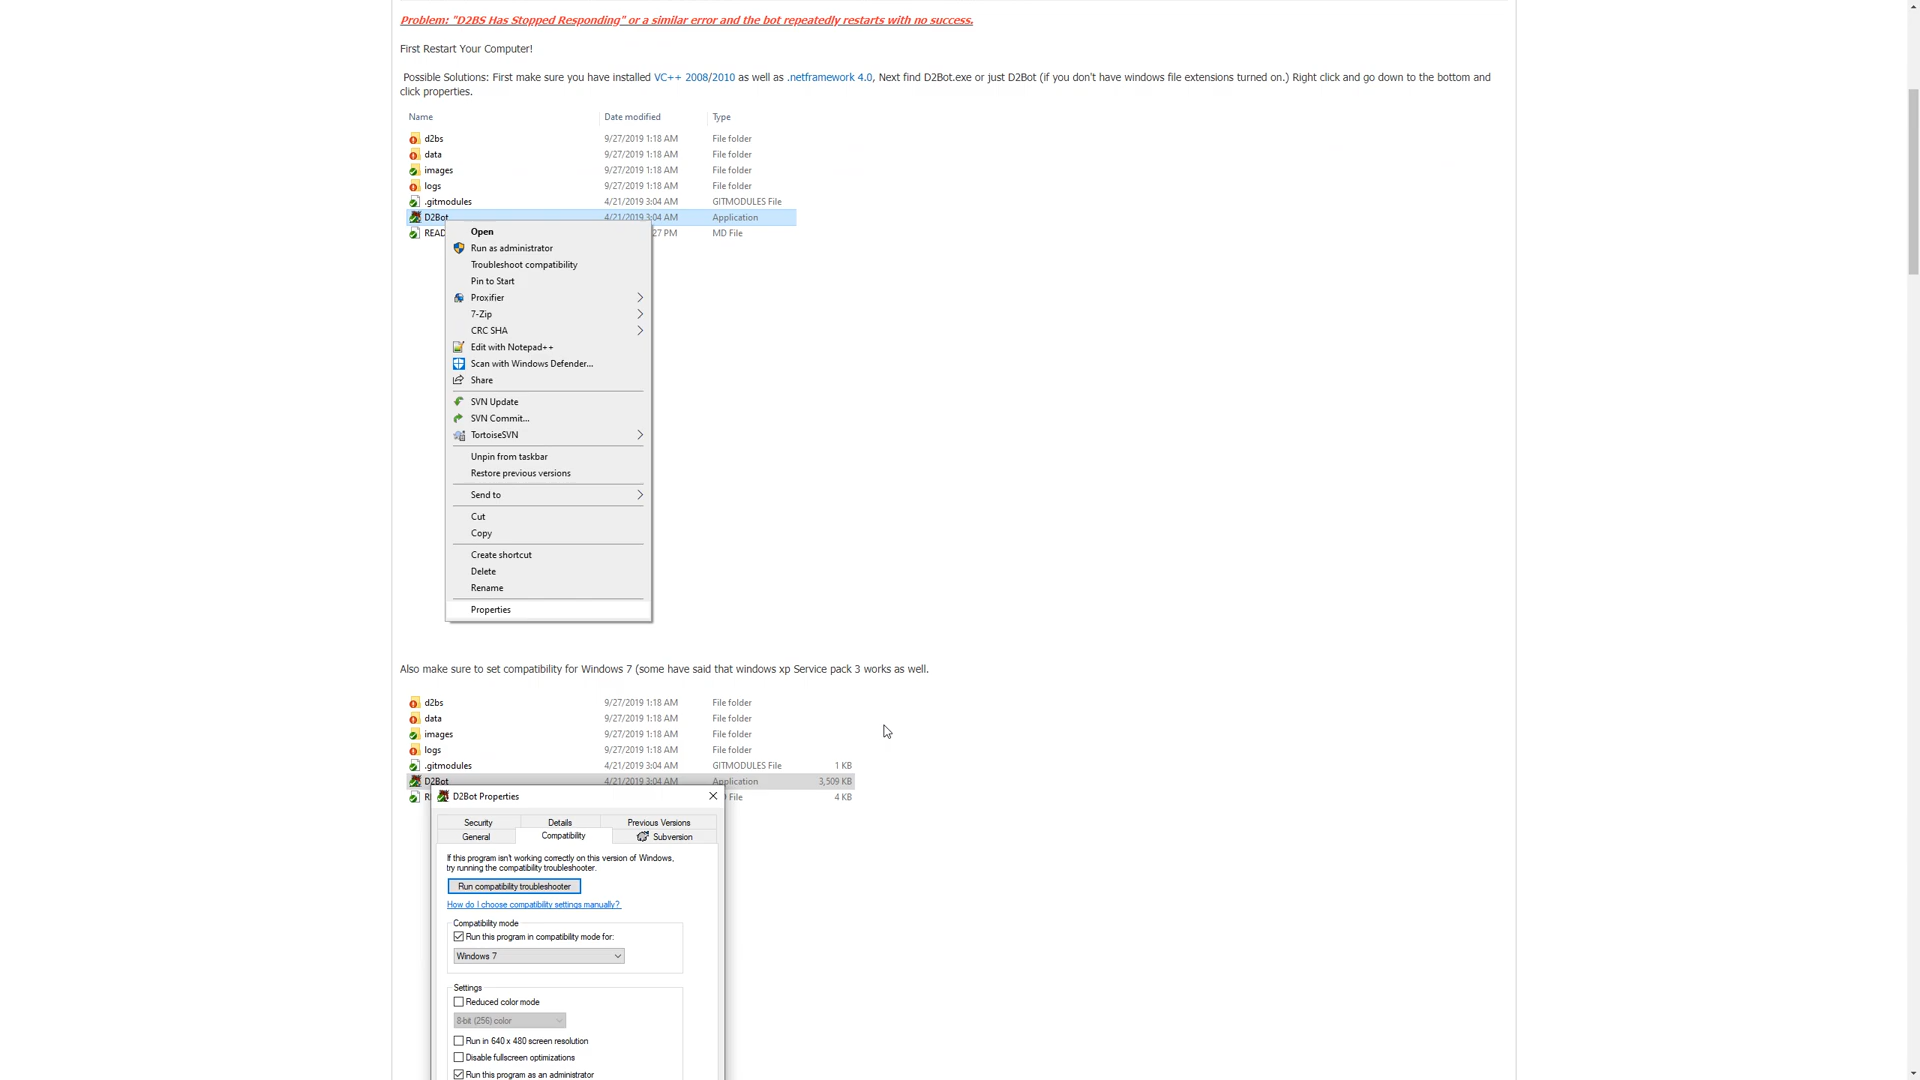 Problem: "D2BS Has Stopped Responding" or a similar error and the bot repeatedly restarts with no success.
First Restart Your Computer!
Possible Solutions: First make sure you have installed VC++ 2008/2010 as well as .netframework 4.0, Next find D2Bot.exe or just D2Bot (if you don't have windows file extensions turned on.) Right click and go down to the bottom and
click properties.
Name Date modified Type
d2bs 9/27/2019 1:18 AM File folder
data 9/27/2019 1:18 AM File folder
images 9/27/2019 1:18 AM File folder
logs 9/27/2019 1:18 AM File folder
.gitmodules 4/21/2019 3:04 AM GITMODULES File
D2Bot 4/21/2019 3:04 AM Application
READ 27 PM MD File
Open
Run as administrator
Troubleshoot compatibility
Pin to Start
Proxifier
7-Zip
CRC SHA
Edit with Notepad++
Scan with Windows Defender...
Share
SVN Update
SVN Commit...
TortoiseSVN
Unpin from taskbar
Restore previous versions
Send to
Cut
Copy
Create shortcut
Delete
Rename
Properties
Also make sure to set compatibility for Windows 7 (some have said that windows xp Service pack 3 works as well.
d2bs 9/27/2019 1:18 AM File folder
data 9/27/2019 1:18 AM File folder
images 9/27/2019 1:18 AM File folder
logs 9/27/2019 1:18 AM File folder
.gitmodules 4/21/2019 3:04 AM GITMODULES File 1 KB
D2Bot 4/21/2019 3:04 AM Application 3,509 KB
File 4 KB
D2Bot Properties
Security Details Previous Versions
General Compatibility Subversion
If this program isn't working correctly on this version of Windows,
try running the compatibility troubleshooter.
Run compatibility troubleshooter
How do I choose compatibility settings manually?
Compatibility mode
Run this program in compatibility mode for:
Windows 7
Settings
Reduced color mode
8-bit (256) color
Run in 640 x 480 screen resolution
Disable fullscreen optimizations
Run this program as an administrator